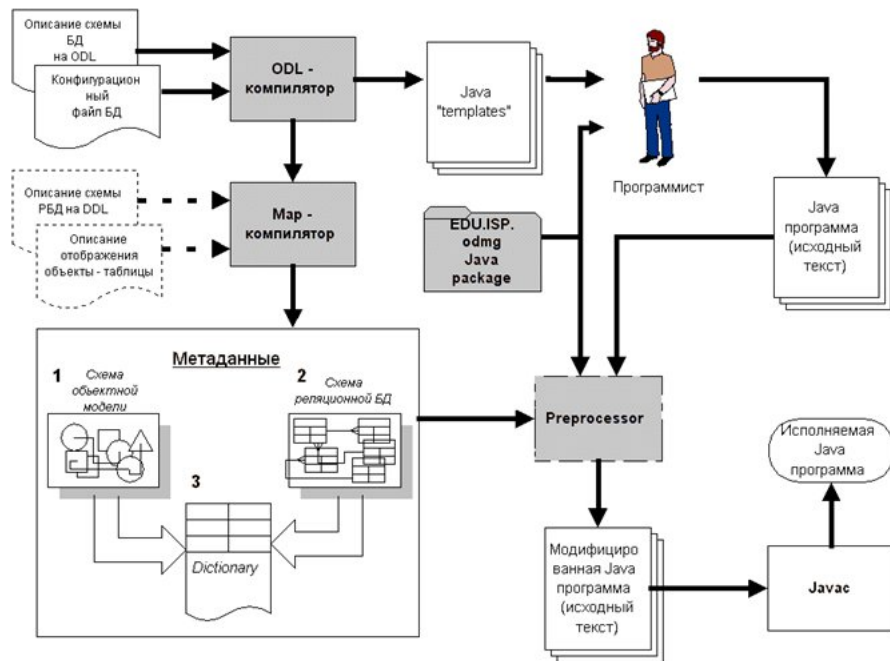 Описание схемы
БД
на ODL
Конфигурацион
ный
файл БД
ODL -
компилятор
Java
"templates"
Программист
Описание схемы
РБД на DDL
Описание
отображения
объекты - таблицы
Map -
компилятор
EDU.ISP.
odmg
Java
package
Java
программа
(исходный
текст)
Метаданные
1
Схема
объектной
модели
2
Схема
реляционной БД
3
Dictionary
Preprocessor
Исполняемая
Java
программа
Модифициро
ванная Java
программа
(исходный
текст)
Javac